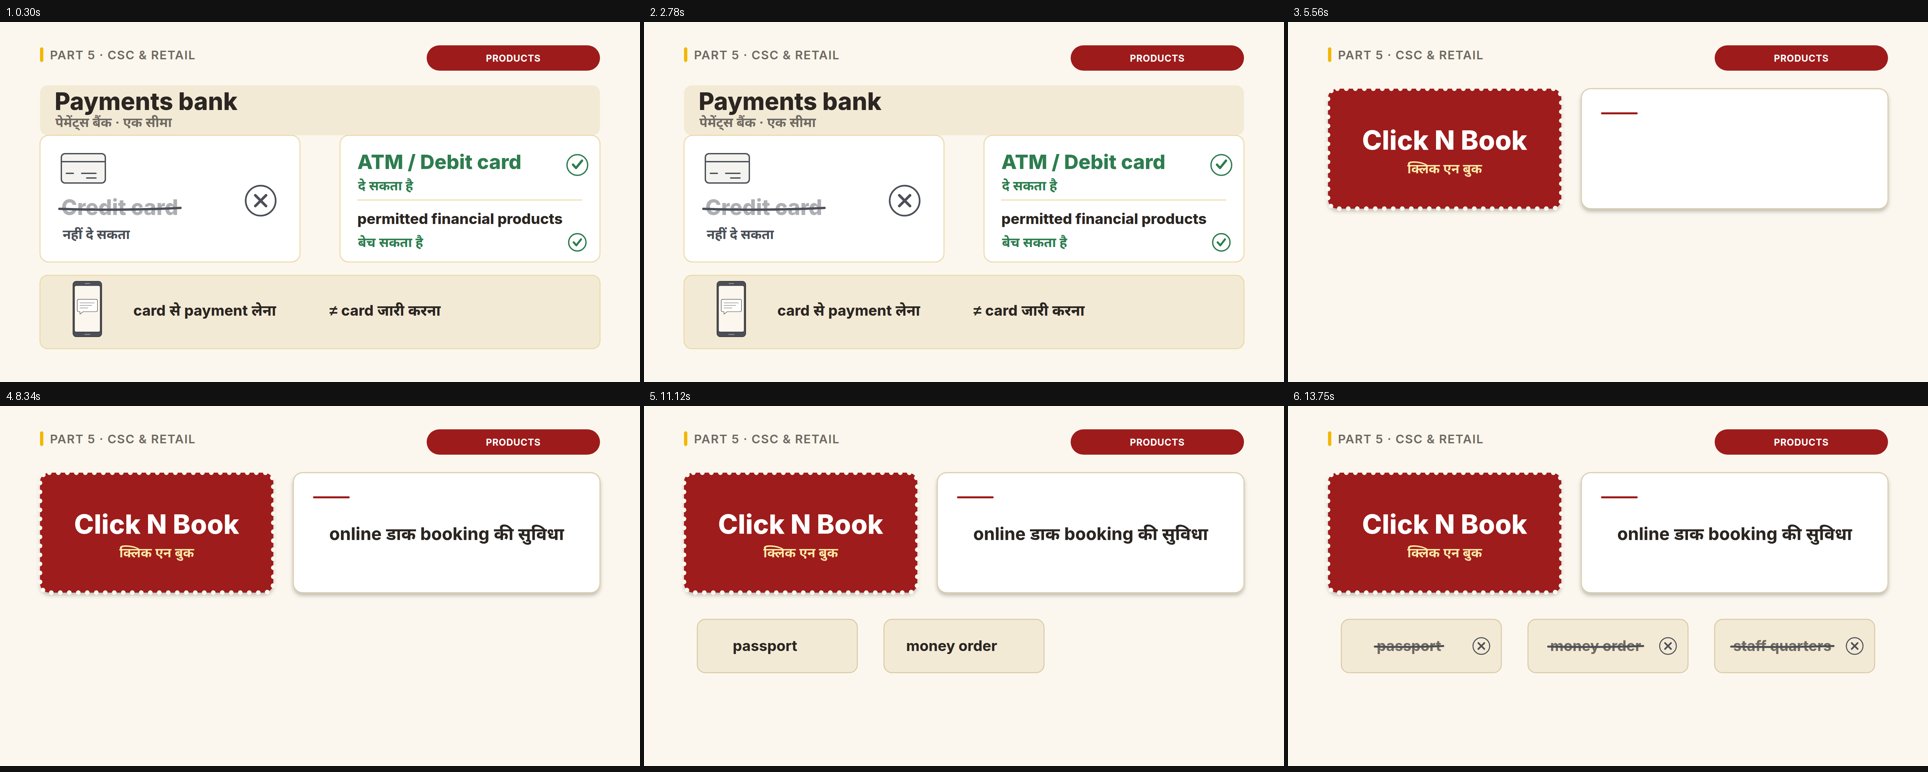 1. 0.30s
PART 5 · CSC & RETAIL
PRODUCTS
Payments bank
पेमेंट्स बैंक · एक सीमा
Credit card
नहीं दे सकता
ATM / Debit card
दे सकता है
permitted financial products
बेच सकता है
card से payment लेना
≠ card जारी करना
2. 2.78s
PART 5 · CSC & RETAIL
PRODUCTS
Payments bank
पेमेंट्स बैंक · एक सीमा
Credit card
नहीं दे सकता
ATM / Debit card
दे सकता है
permitted financial products
बेच सकता है
card से payment लेना
≠ card जारी करना
3. 5.56s
PART 5 · CSC & RETAIL
PRODUCTS
Click N Book
क्लिक एन बुक
4. 8.34s
PART 5 · CSC & RETAIL
PRODUCTS
Click N Book
क्लिक एन बुक
online डाक booking की सुविधा
5. 11.12s
PART 5 · CSC & RETAIL
PRODUCTS
Click N Book
क्लिक एन बुक
online डाक booking की सुविधा
passport
money order
6. 13.75s
PART 5 · CSC & RETAIL
PRODUCTS
Click N Book
क्लिक एन बुक
online डाक booking की सुविधा
passport
money order
staff quarters